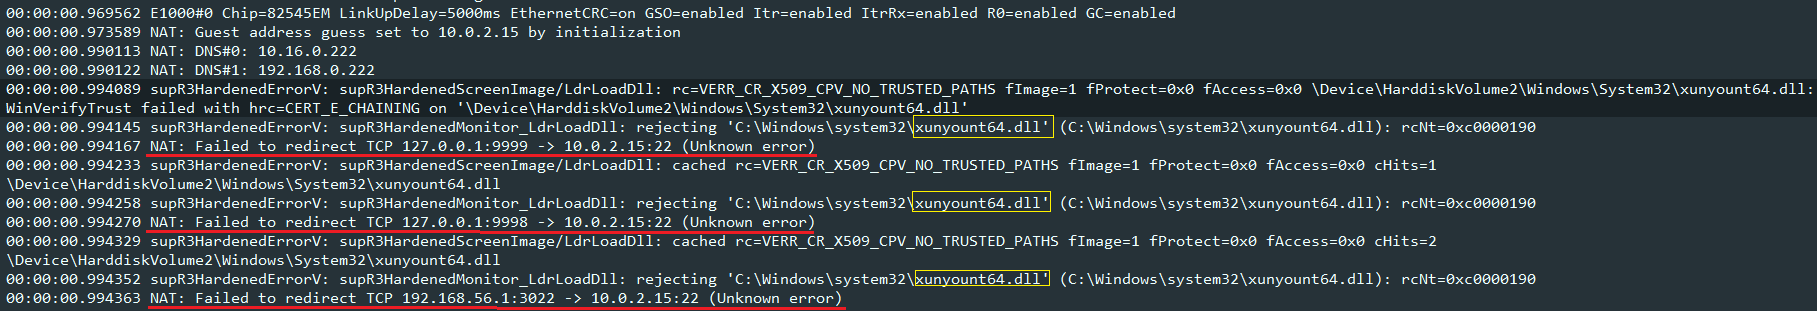 00:00:00.969562 E1000#0 Chip=82545EM LinkUpDelay=5000ms EthernetCRC=on GSO=enabled Itr=enabled ItrRx=enabled R0=enabled GC=enabled
00:00:00.973589 NAT: Guest address guess set to 10.0.2.15 by initialization
00:00:00.990113 NAT: DNS#0: 10.16.0.222
00:00:00.990122 NAT: DNS#1: 192.168.0.222
00:00:00.994089 supR3HardenedErrorV: supR3HardenedScreenImage/LdrLoadDll: rc=VERR_CR_X509_CPV_NO_TRUSTED_PATHS fImage=1 fProtect=0x0 fAccess=0x0 \Device\HarddiskVolume2\Windows\System32\xunyount64.dll:
WinVerifyTrust failed with hrc=CERT_E_CHAINING on '\Device\HarddiskVolume2\Windows\System32\xunyount64.dll'
00:00:00.994145 supR3HardenedErrorV: supR3HardenedMonitor_LdrLoadDll: rejecting 'C:\Windows\system32\xunyount64.dll' (C:\Windows\system32\xunyount64.dll): rcNt=0xc0000190
00:00:00.994167 NAT: Failed to redirect TCP 127.0.0.1:9999 -> 10.0.2.15:22 (Unknown error)
00:00:00.994233 supR3HardenedErrorV: supR3HardenedScreenImage/LdrLoadDll: cached rc=VERR_CR_X509_CPV_NO_TRUSTED_PATHS fImage=1 fProtect=0x0 fAccess=0x0 cHits=1
\Device\HarddiskVolume2\Windows\System32\xunyount64.dll
00:00:00.994258 supR3HardenedErrorV: supR3HardenedMonitor_LdrLoadDll: rejecting 'C:\Windows\system32\xunyount64.dll' (C:\Windows\system32\xunyount64.dll): rcNt=0xc0000190
00:00:00.994270 NAT: Failed to redirect TCP 127.0.0.1:9998 -> 10.0.2.15:22 (Unknown error)
00:00:00.994329 supR3HardenedErrorV: supR3HardenedScreenImage/LdrLoadDll: cached rc=VERR_CR_X509_CPV_NO_TRUSTED_PATHS fImage=1 fProtect=0x0 fAccess=0x0 cHits=2
\Device\HarddiskVolume2\Windows\System32\xunyount64.dll
00:00:00.994352 supR3HardenedErrorV: supR3HardenedMonitor_LdrLoadDll: rejecting 'C:\Windows\system32\xunyount64.dll' (C:\Windows\system32\xunyount64.dll): rcNt=0xc0000190
00:00:00.994363 NAT: Failed to redirect TCP 192.168.56.1:3022 -> 10.0.2.15:22 (Unknown error)